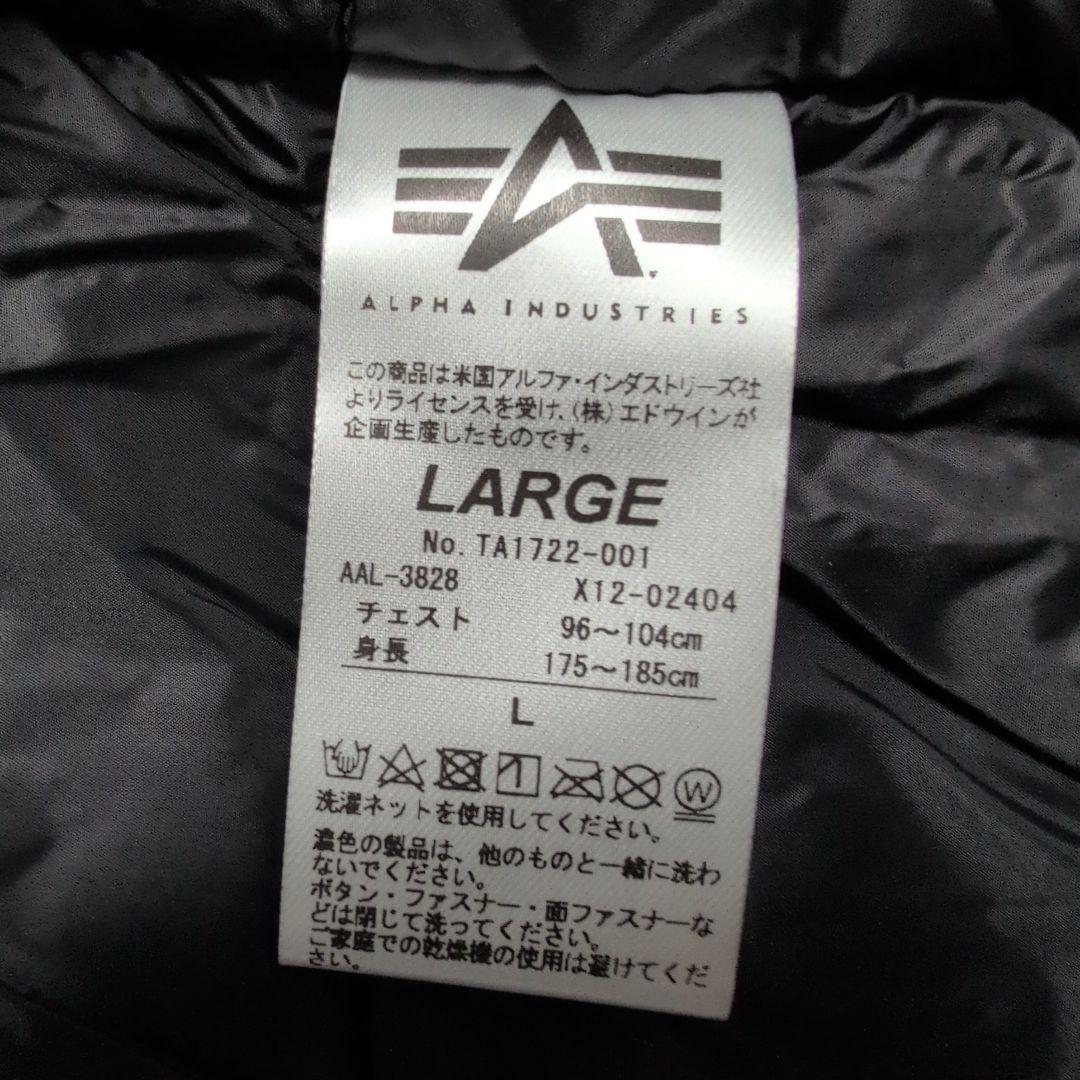 ALPHA INDUSTRIES
この商品は米国アルファ・インダストリーズ社
よりライセンスを受け、(株)エドウインが
企画生産したものです。
LARGE
No. TA1722-001
AAL-3828 X12-02404
チェスト 96～104cm
身長 175～185cm
L
W
洗濯ネットを使用してください。
濃色の製品は、他のものと一緒に洗わ
ないでください。
ボタン・ファスナー・面ファスナーな
どは閉じて洗ってください。
ご家庭での乾燥機の使用は避けてくだ
さい。